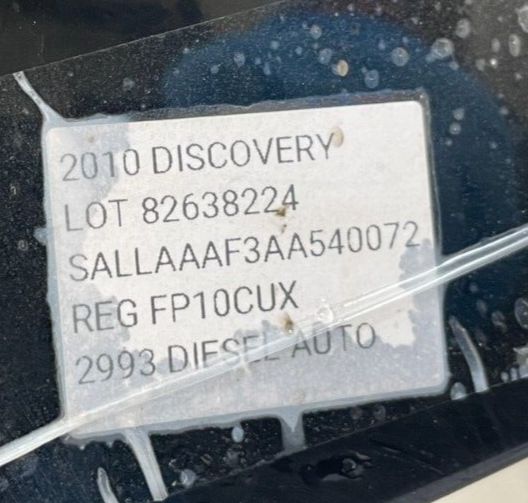 2010 DISCOVERY
LOT 82638224
SALLAAAF3AA540072
REG FP10CUX
2993 DIESEL AUTO